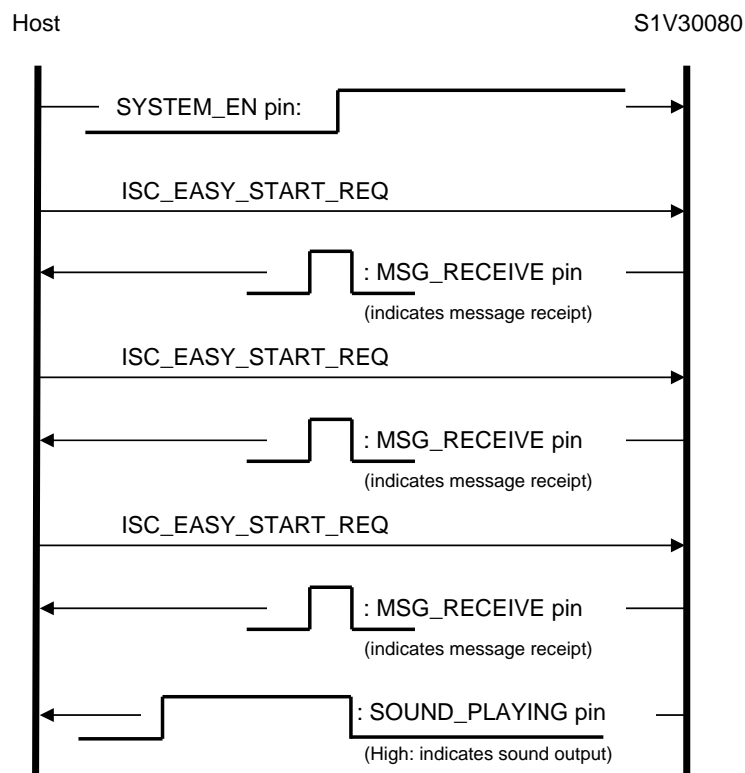 Host
S1V30080
SYSTEM_EN pin:
ISC_EASY_START_REQ
: MSG_RECEIVE pin
(indicates message receipt)
ISC_EASY_START_REQ
: MSG_RECEIVE pin
(indicates message receipt)
ISC_EASY_START_REQ
: MSG_RECEIVE pin
(indicates message receipt)
: SOUND_PLAYING pin
(High: indicates sound output)